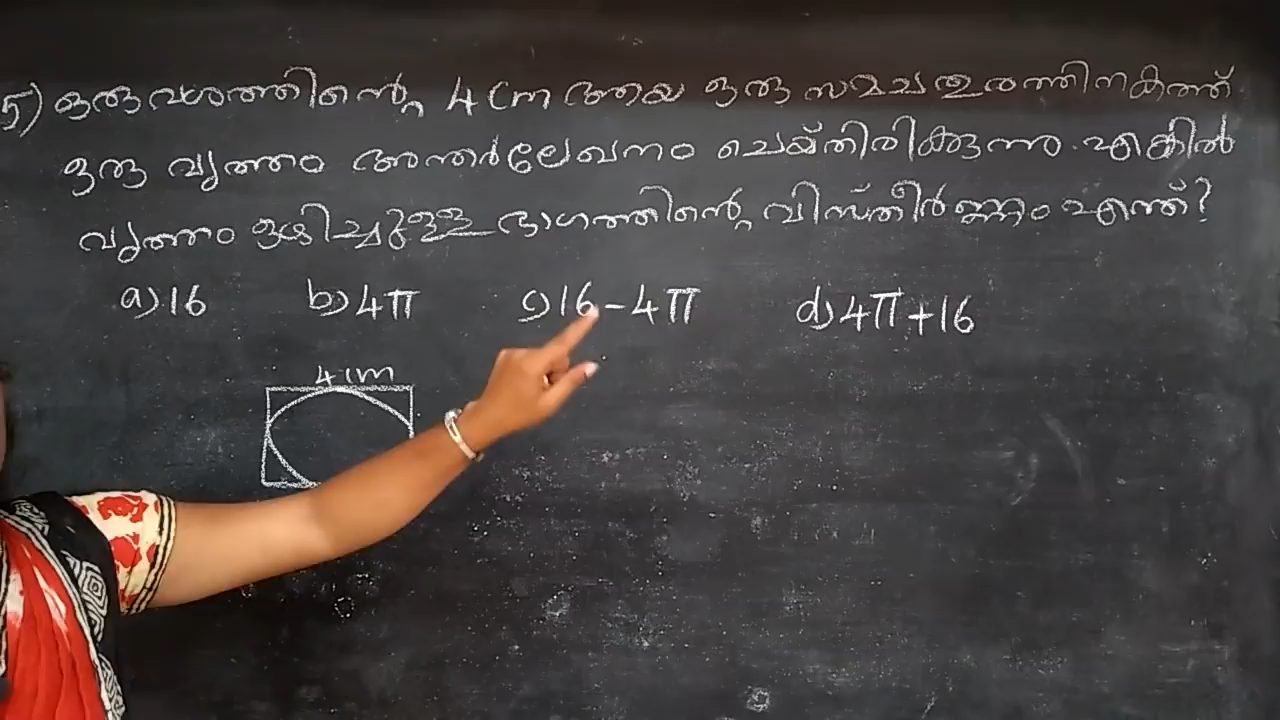 5) ഒരു വശത്തിന്റെ 4 cm ആയ ഒരു സമചതുരത്തിനകത്ത്
ഒരു വൃത്തം അന്തർലേഖനം ചെയ്തിരിക്കുന്നു. എങ്കിൽ
വൃത്തം ഒഴിച്ചുള്ള ഭാഗത്തിന്റെ വിസ്തീർണ്ണം എന്ത്?
a) 16 b) 4π c) 16 - 4π d) 4π + 16
4 cm